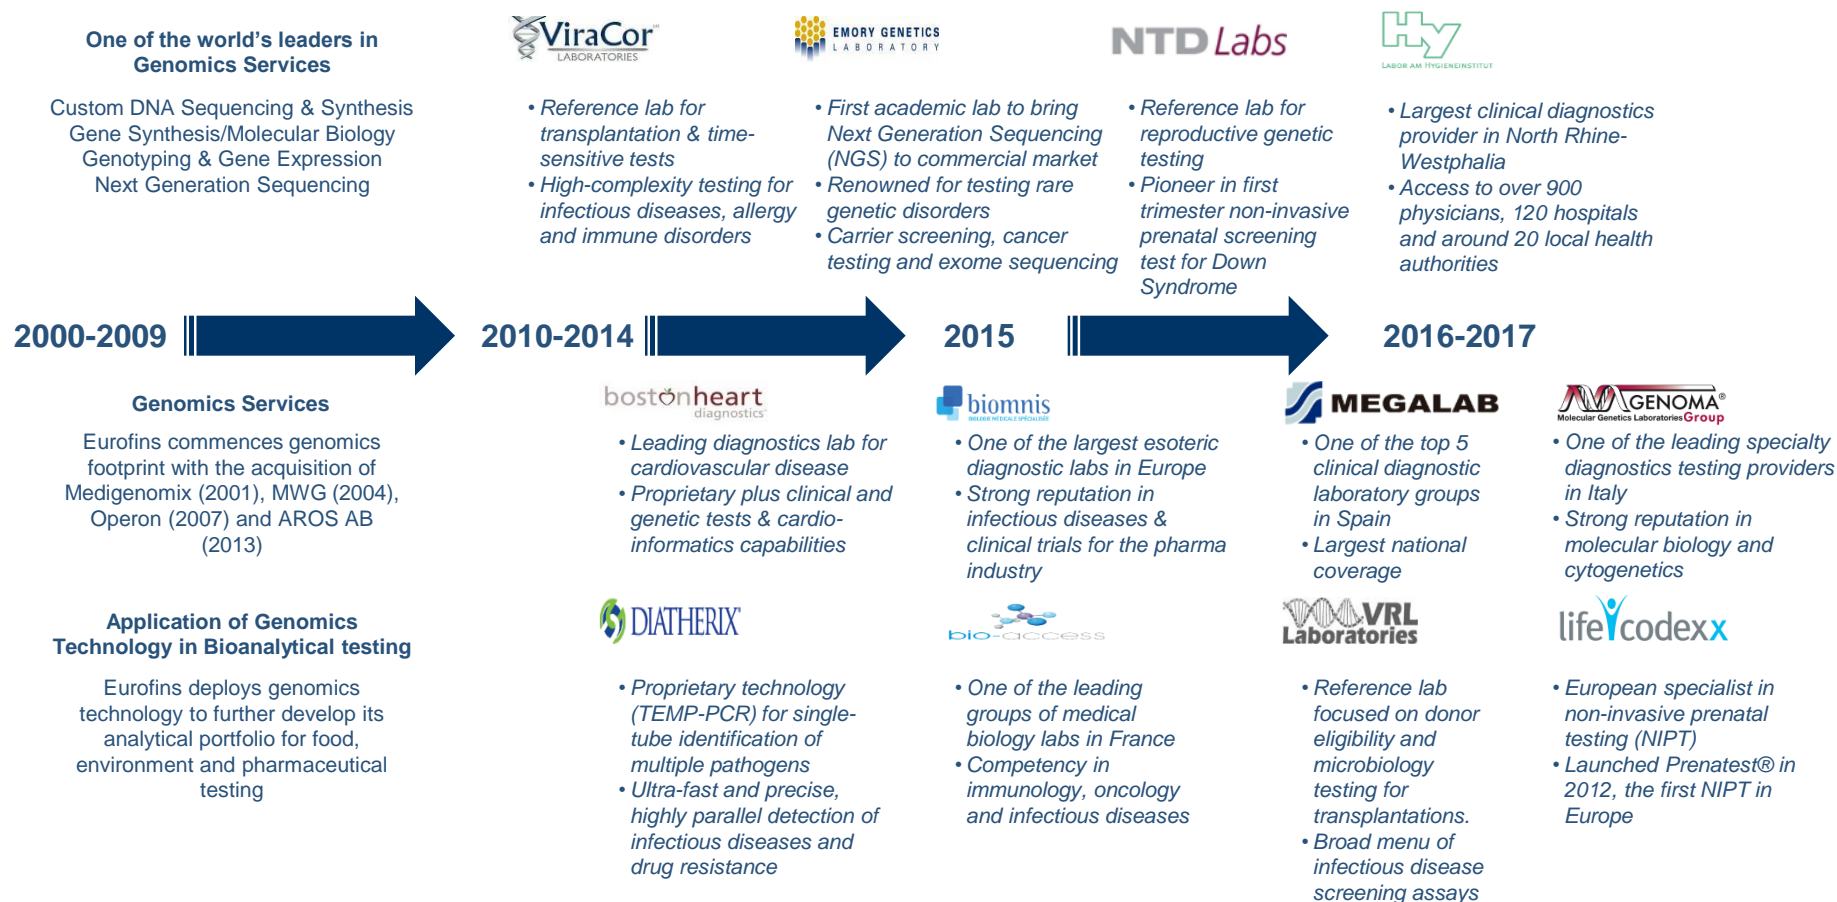 One of the world's leaders in
Genomics Services
Custom DNA Sequencing & Synthesis
Gene Synthesis/Molecular Biology
Genotyping & Gene Expression
Next Generation Sequencing
ViraCor
LABORATORIES
• Reference lab for
transplantation & time-
sensitive tests
• High-complexity testing for
infectious diseases, allergy
and immune disorders
EMORY GENETICS
LABORATORY
• First academic lab to bring
Next Generation Sequencing
(NGS) to commercial market
• Renowned for testing rare
genetic disorders
• Carrier screening, cancer
testing and exome sequencing
NTD Labs
• Reference lab for
reproductive genetic
testing
• Pioneer in first
trimester non-invasive
prenatal screening
test for Down
Syndrome
Hy
LABOR AM HYGIENEINSTITUT
• Largest clinical diagnostics
provider in North Rhine-
Westphalia
• Access to over 900
physicians, 120 hospitals
and around 20 local health
authorities
2000-2009
2010-2014
2015
2016-2017
Genomics Services
Eurofins commences genomics
footprint with the acquisition of
Medigenomix (2001), MWG (2004),
Operon (2007) and AROS AB
(2013)
bostonheart
diagnostics
• Leading diagnostics lab for
cardiovascular disease
• Proprietary plus clinical and
genetic tests & cardio-
informatics capabilities
biomnis
BIOLOGIE MÉDICALE SPÉCIALISÉE
• One of the largest esoteric
diagnostic labs in Europe
• Strong reputation in
infectious diseases &
clinical trials for the pharma
industry
MEGALAB
• One of the top 5
clinical diagnostic
laboratory groups
in Spain
• Largest national
coverage
GENOMA®
Molecular Genetics Laboratories Group
• One of the leading specialty
diagnostics testing providers
in Italy
• Strong reputation in
molecular biology and
cytogenetics
Application of Genomics
Technology in Bioanalytical testing
Eurofins deploys genomics
technology to further develop its
analytical portfolio for food,
environment and pharmaceutical
testing
DIATHERIX
• Proprietary technology
(TEMP-PCR) for single-
tube identification of
multiple pathogens
• Ultra-fast and precise,
highly parallel detection of
infectious diseases and
drug resistance
bio-access
• One of the leading
groups of medical
biology labs in France
• Competency in
immunology, oncology
and infectious diseases
VRL
Laboratories
• Reference lab
focused on donor
eligibility and
microbiology
testing for
transplantations.
• Broad menu of
infectious disease
screening assays
lifecodexx
• European specialist in
non-invasive prenatal
testing (NIPT)
• Launched Prenatest® in
2012, the first NIPT in
Europe